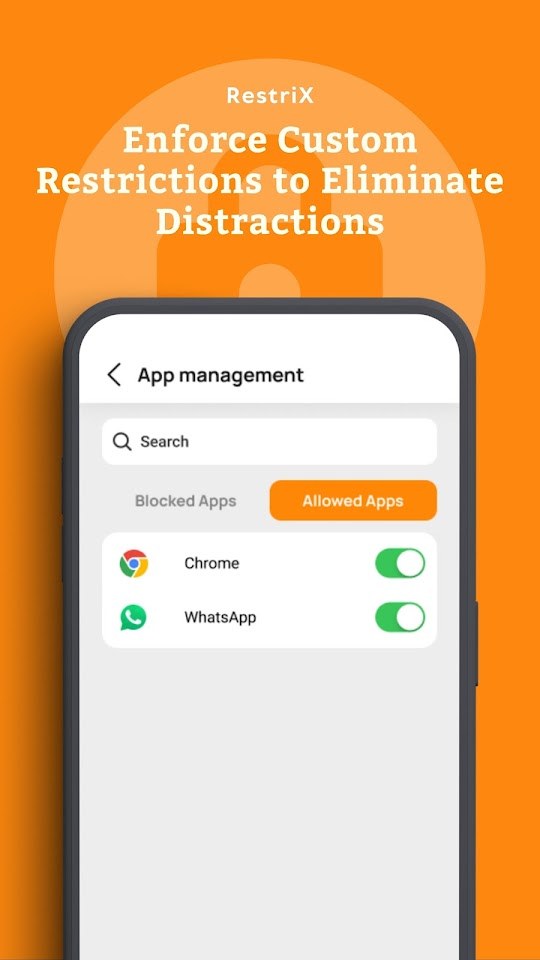 RestriX
Enforce Custom
Restrictions to Eliminate
Distractions
App management
Search
Blocked Apps
Allowed Apps
Chrome
WhatsApp